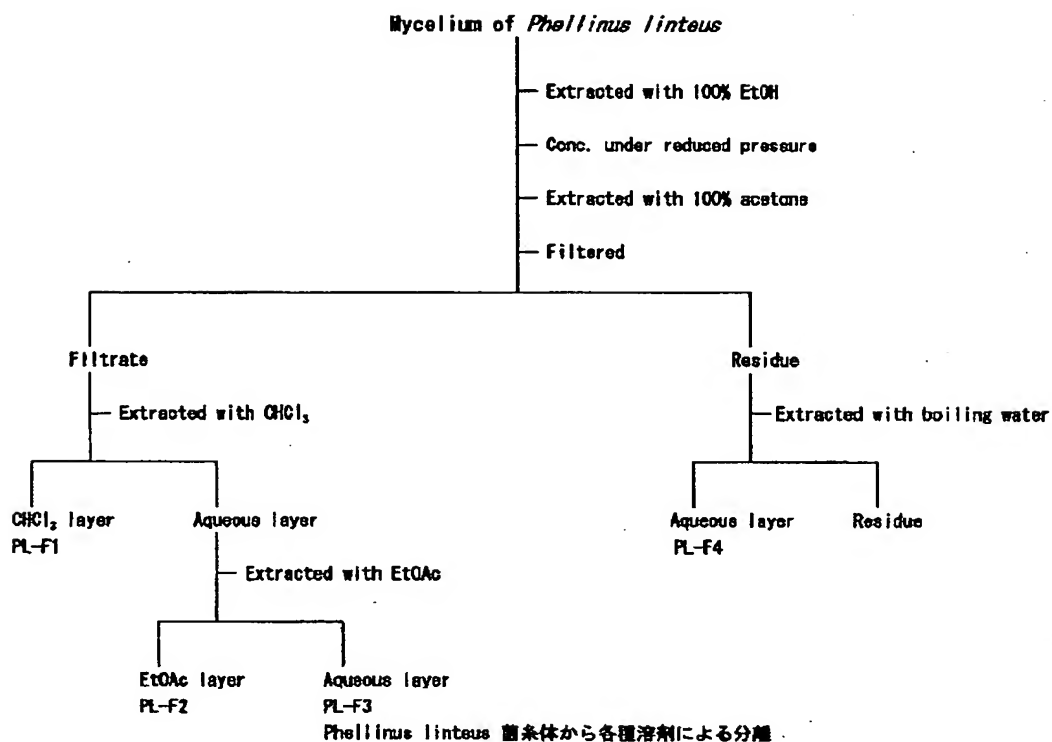 Mycelium of Phellinus linteus
Extracted with 100% EtOH
Conc. under reduced pressure
Extracted with 100% acetone
Filtered
Filtrate
Residue
Extracted with CHCl₃
Extracted with boiling water
CHCl₃ layer
PL-F1
Aqueous layer
Aqueous layer
PL-F4
Residue
Extracted with EtOAc
EtOAc layer
PL-F2
Aqueous layer
PL-F3
Phellinus linteus 菌糸体から各種溶剤による分離